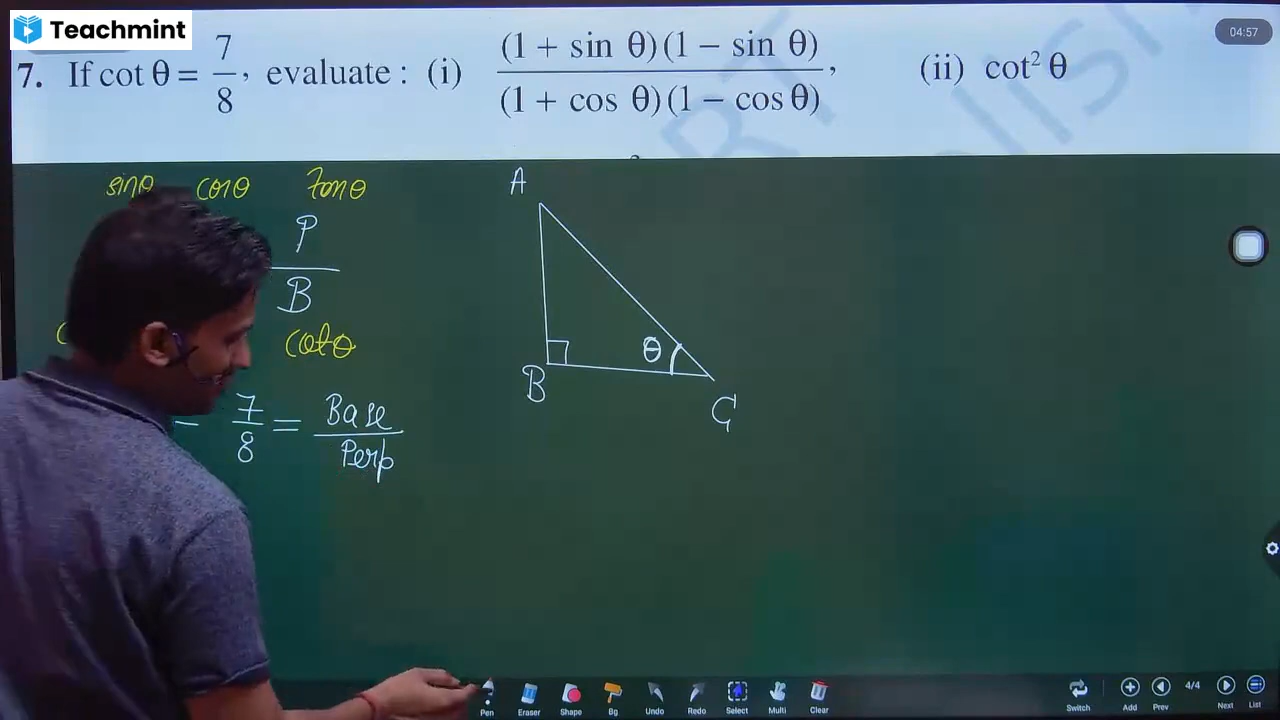 Teachmint
04:57
7. If cot θ = 7/8, evaluate : (i) (1 + sin θ)(1 − sin θ) / (1 + cos θ)(1 − cos θ), (ii) cot² θ
sinθ cosθ tanθ
P
B
cotθ
7/8 = Base/Perp
A
θ
B
C
Pen Eraser Shape Bg Undo Redo Select Multi Clear Switch Add Prev 4/4 Next List